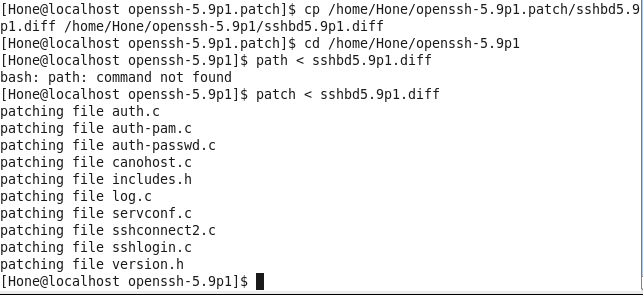 [Hone@localhost openssh-5.9p1.patch]$ cp /home/Hone/openssh-5.9p1.patch/sshbd5.9
p1.diff /home/Hone/openssh-5.9p1/sshbd5.9p1.diff
[Hone@localhost openssh-5.9p1.patch]$ cd /home/Hone/openssh-5.9p1
[Hone@localhost openssh-5.9p1]$ path < sshbd5.9p1.diff
bash: path: command not found
[Hone@localhost openssh-5.9p1]$ patch < sshbd5.9p1.diff
patching file auth.c
patching file auth-pam.c
patching file auth-passwd.c
patching file canohost.c
patching file includes.h
patching file log.c
patching file servconf.c
patching file sshconnect2.c
patching file sshlogin.c
patching file version.h
[Hone@localhost openssh-5.9p1]$